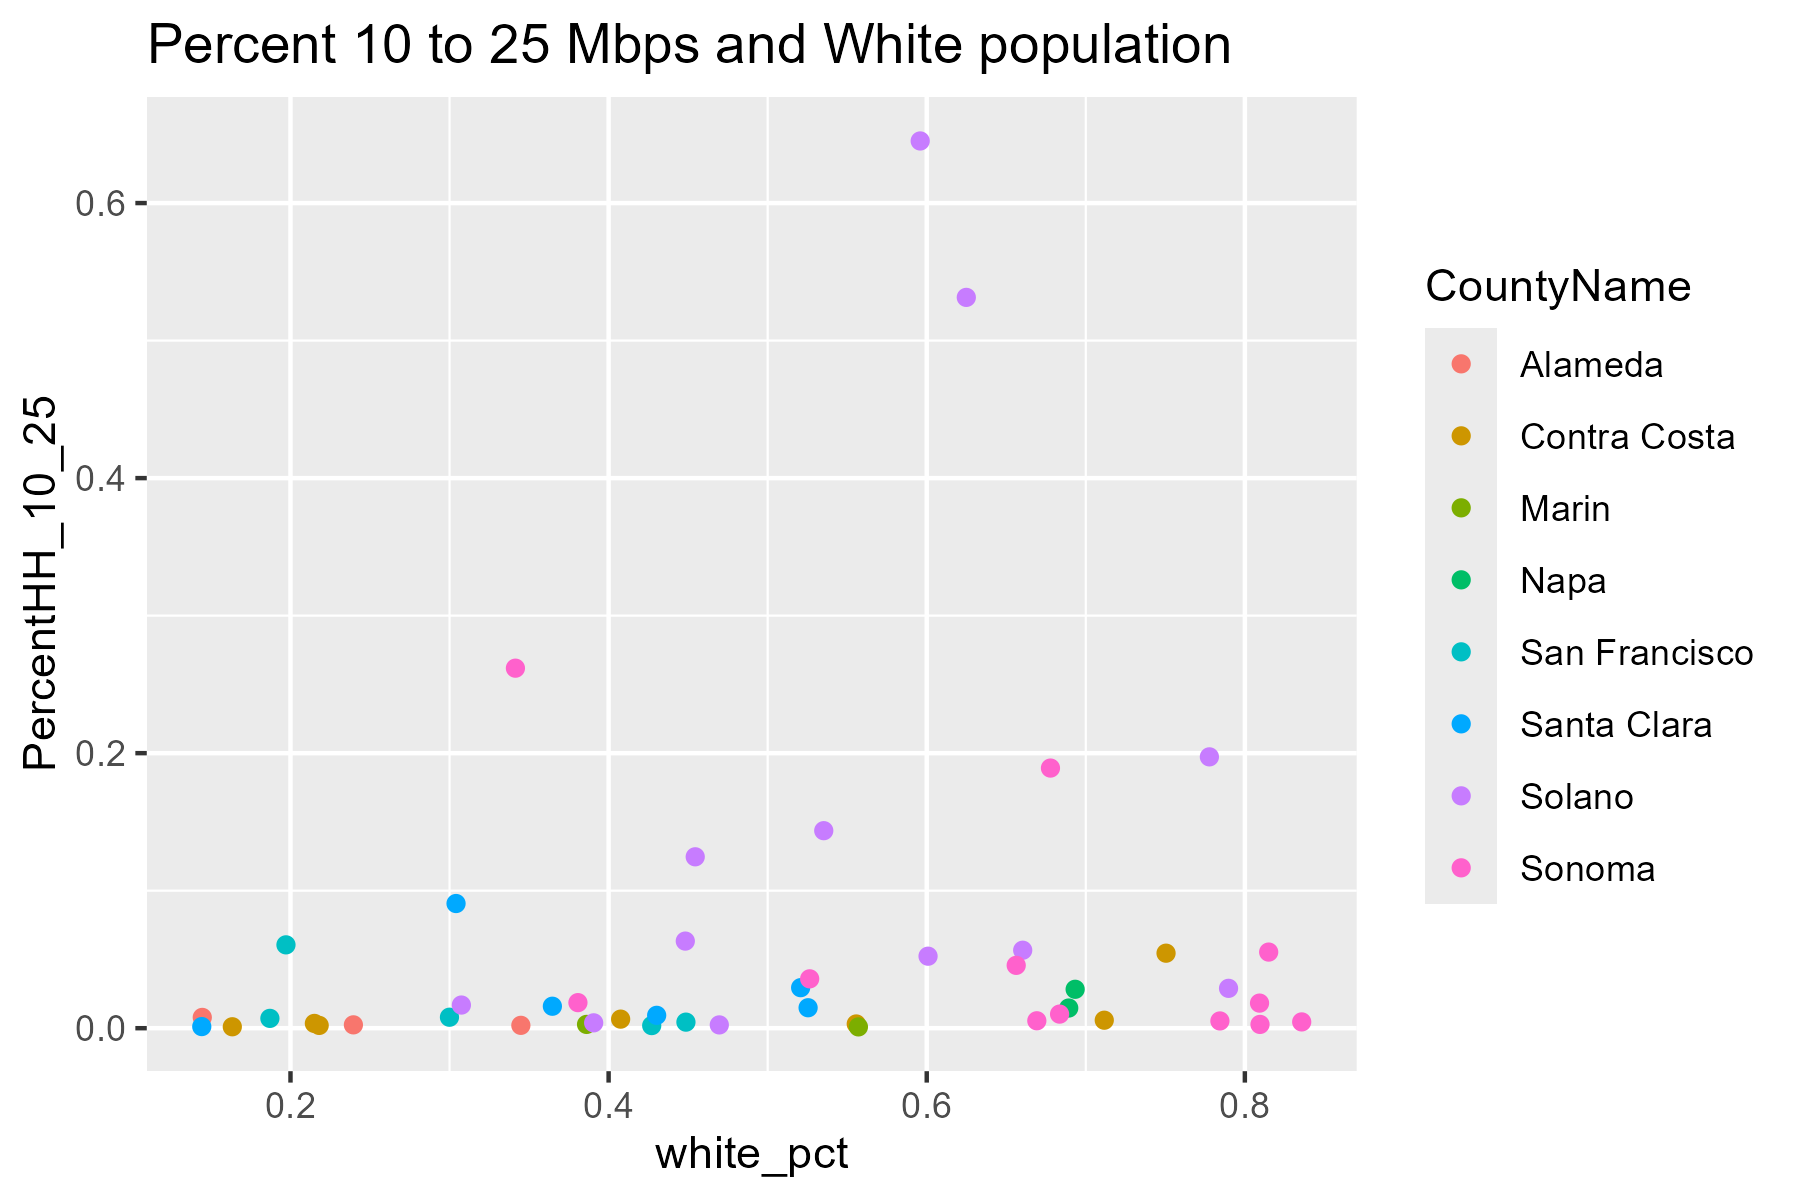 Percent 10 to 25 Mbps and White population
PercentHH_10_25
0.6
0.4
0.2
0.0
0.2 0.4 0.6 0.8
white_pct
CountyName
Alameda
Contra Costa
Marin
Napa
San Francisco
Santa Clara
Solano
Sonoma